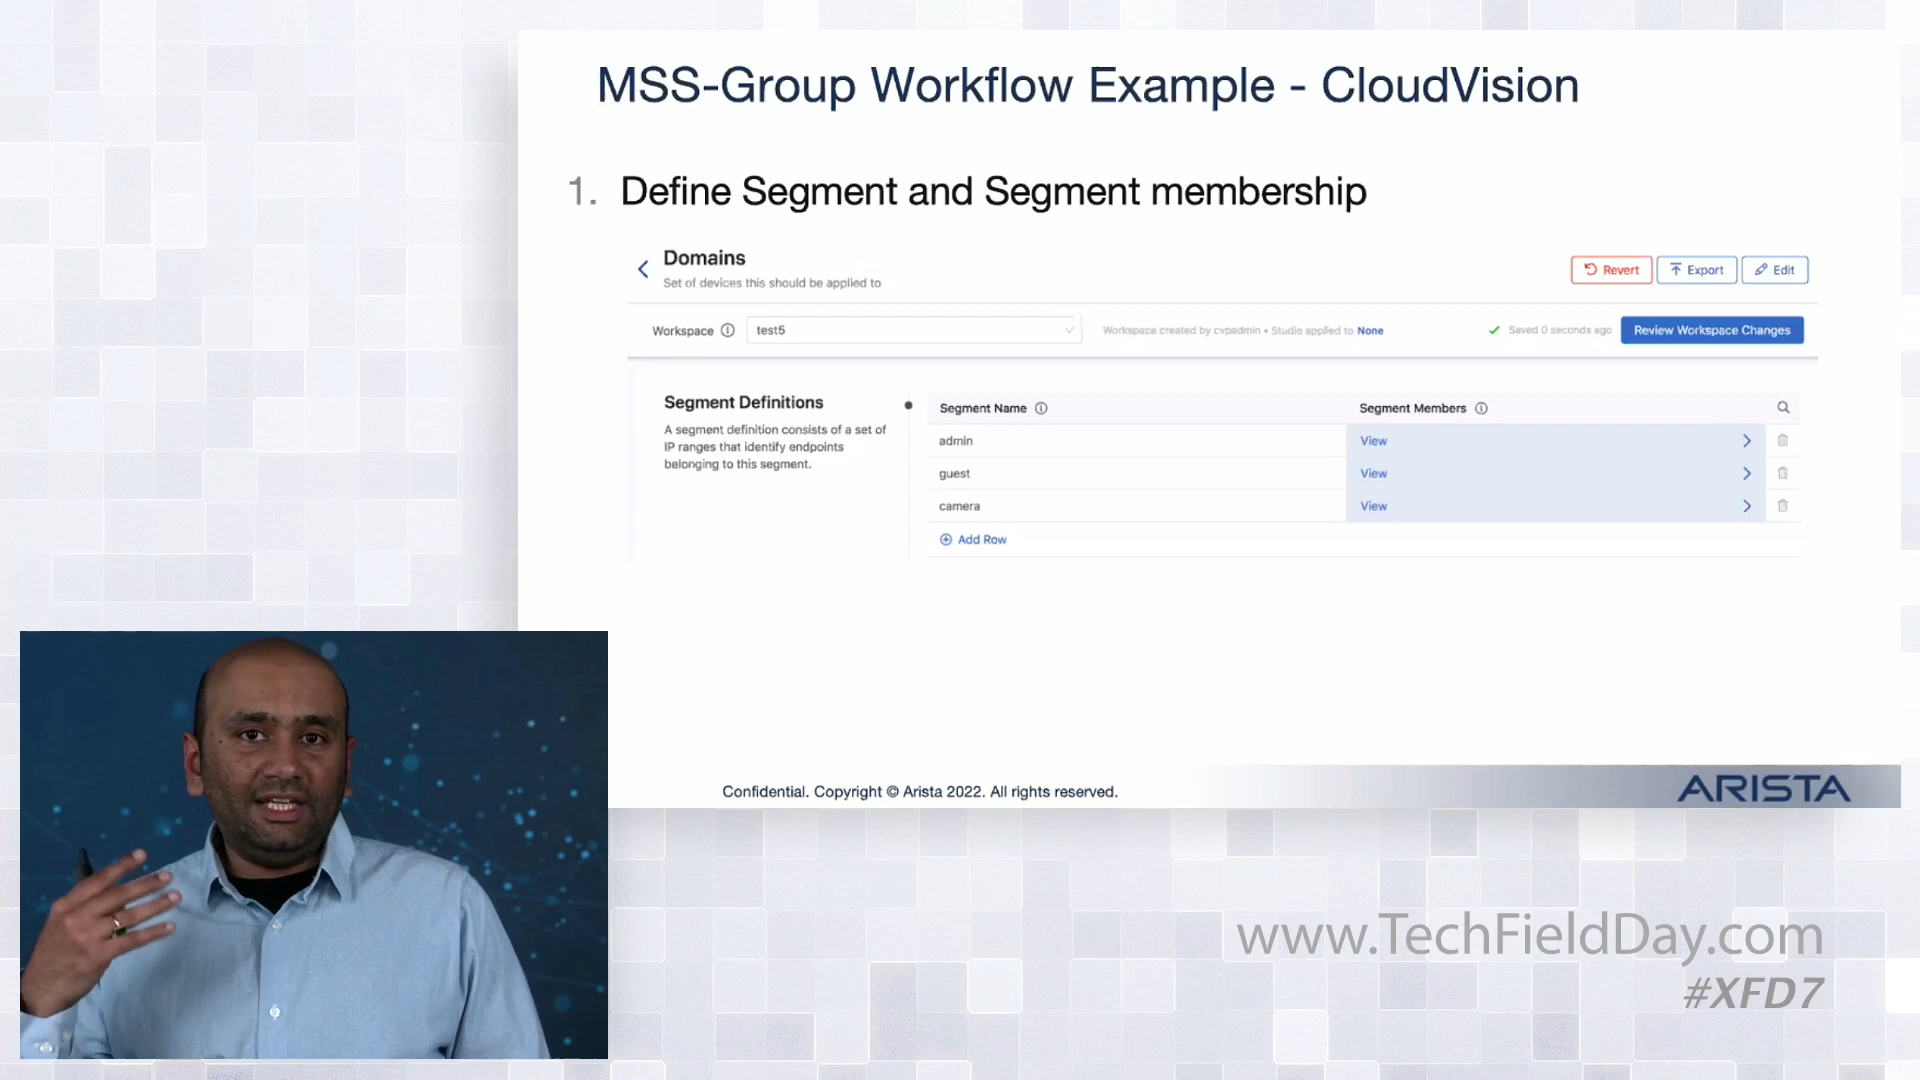 MSS-Group Workflow Example - CloudVision
1. Define Segment and Segment membership
Domains
Set of devices this should be applied to
Revert
Export
Edit
Workspace
test5
Workspace created by cvpadmin • Studio applied to None
Saved 0 seconds ago
Review Workspace Changes
Segment Definitions
A segment definition consists of a set of
IP ranges that identify endpoints
belonging to this segment.
Segment Name
Segment Members
admin
View
guest
View
camera
View
Add Row
Confidential. Copyright © Arista 2022. All rights reserved.
ARISTA
www.TechFieldDay.com
#XFD7